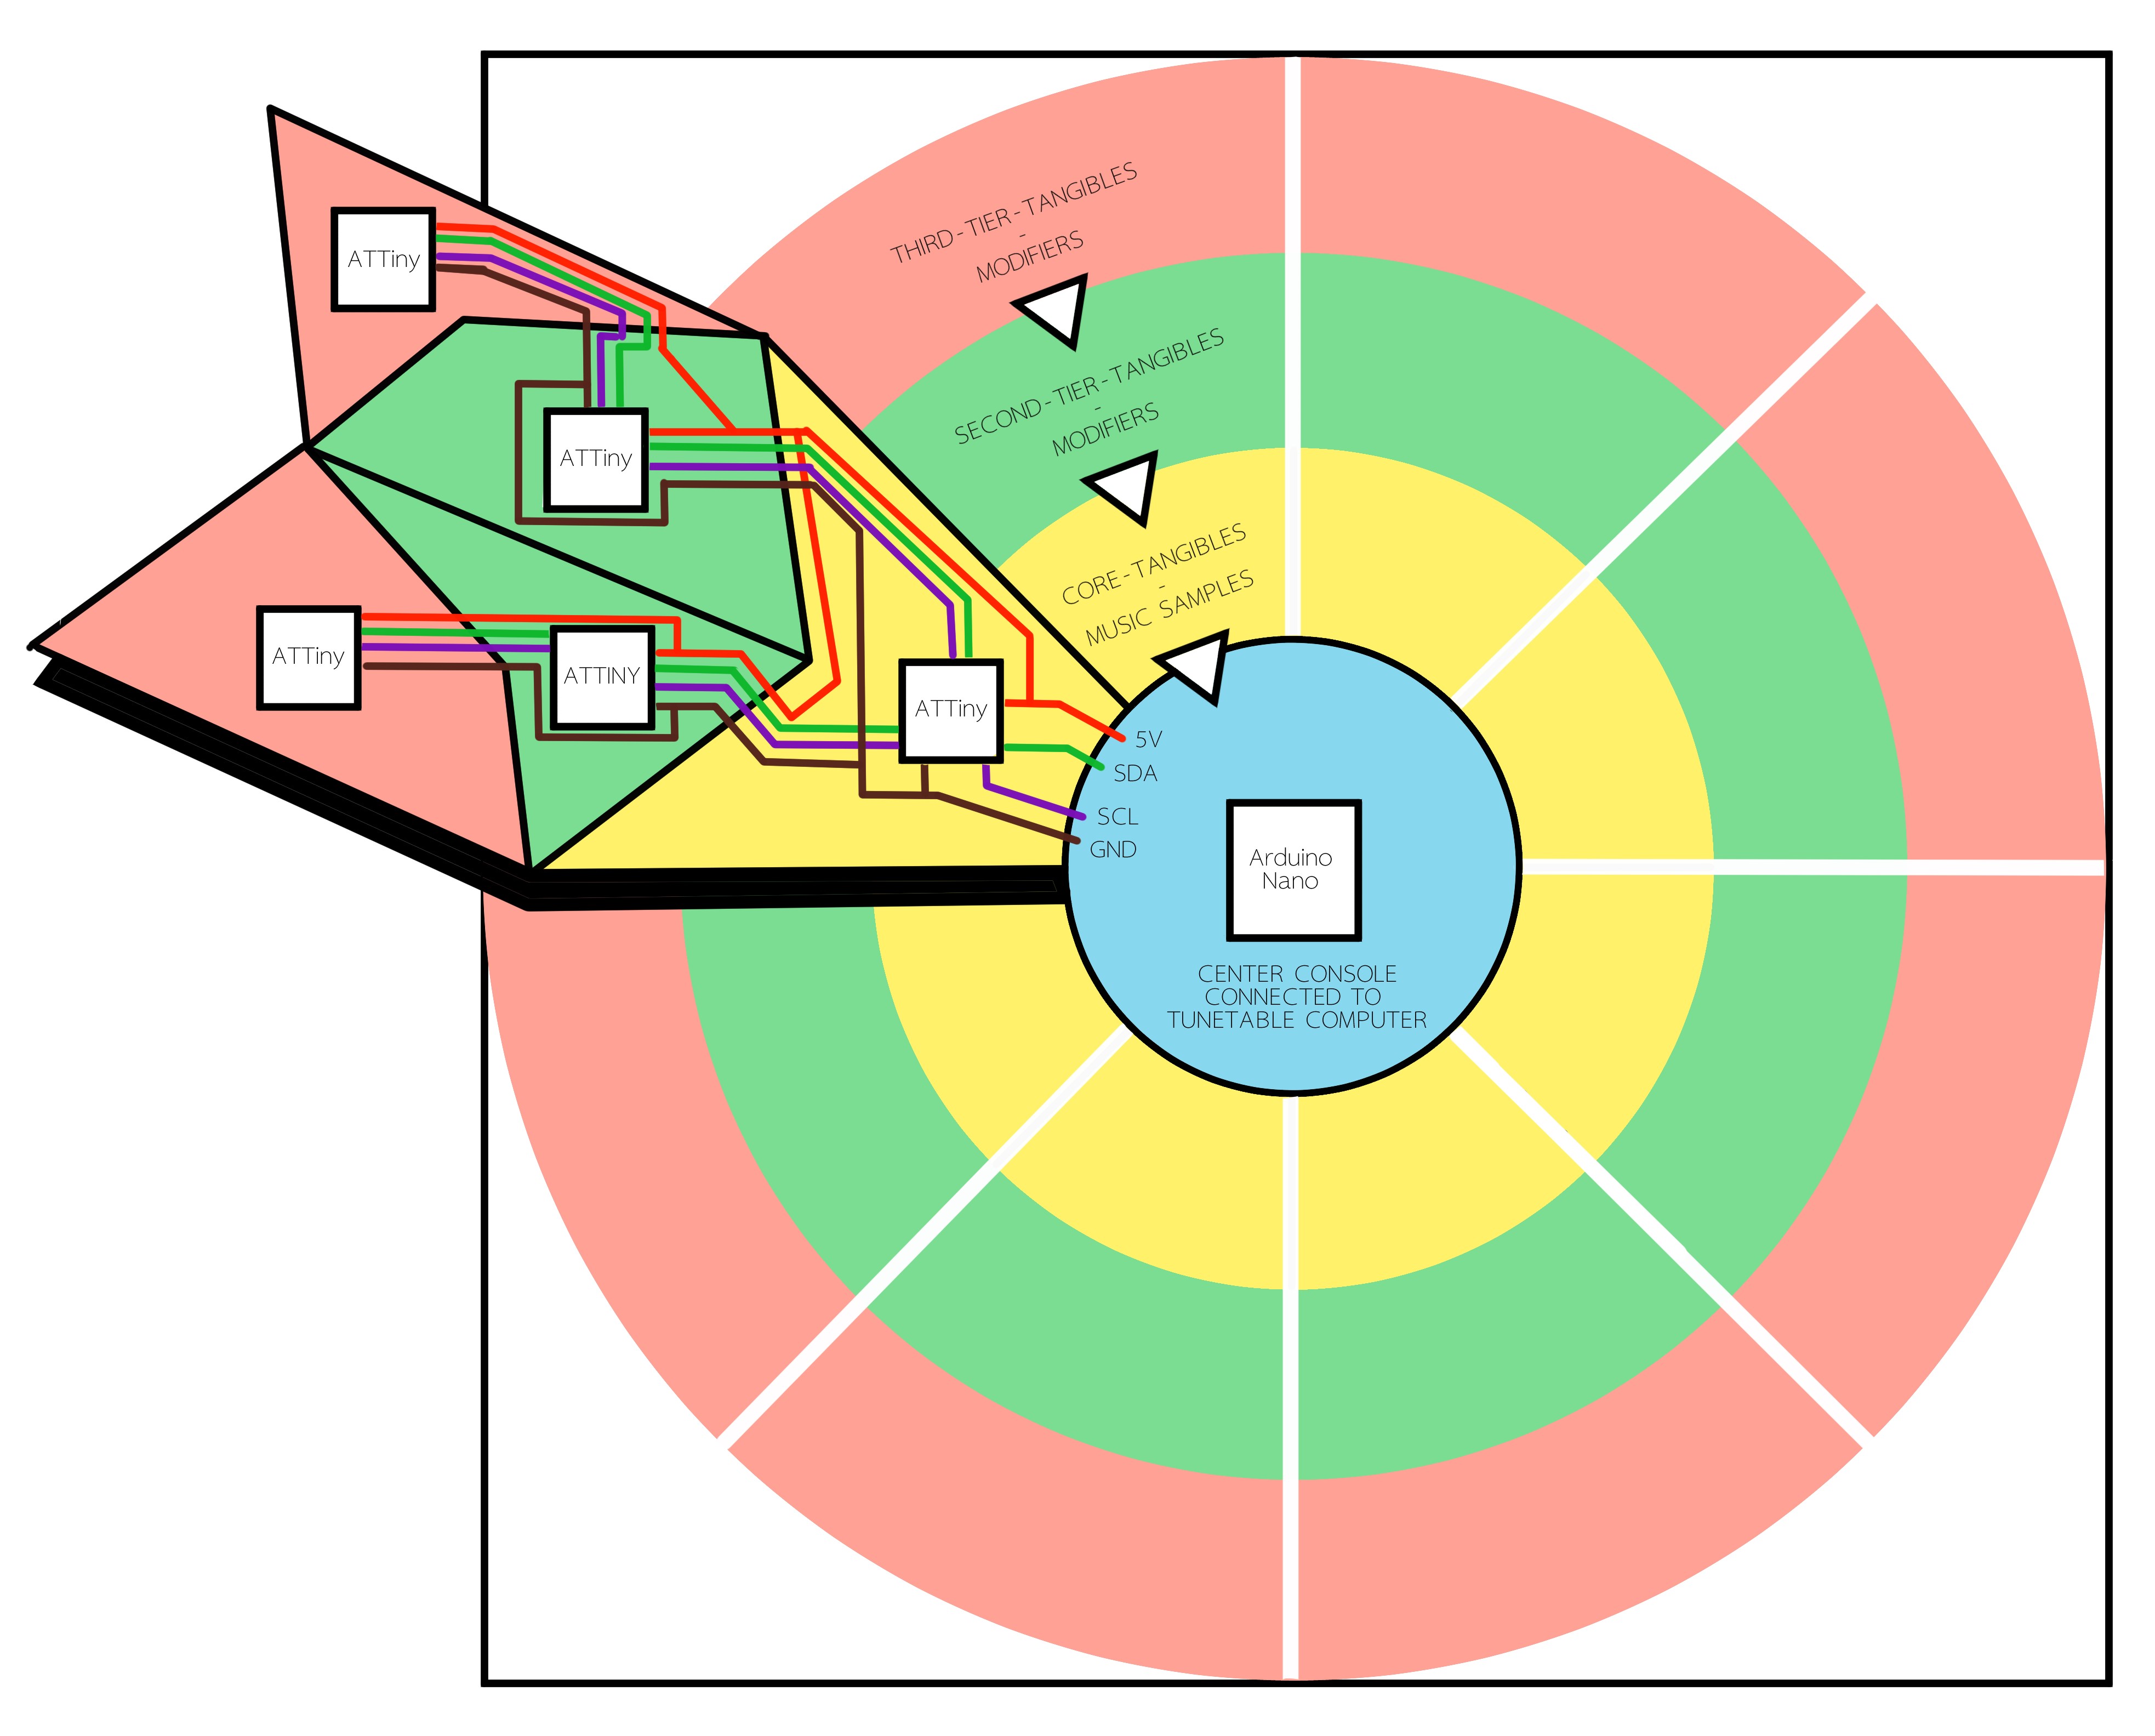 THIRD-TIER-TANGIBLES
-
MODIFIERS
SECOND-TIER-TANGIBLES
-
MODIFIERS
CORE-TANGIBLES
-
MUSIC SAMPLES
ATTiny
ATTiny
ATTiny
ATTINY
ATTiny
5V
SDA
SCL
GND
Arduino
Nano
CENTER CONSOLE
CONNECTED TO
TUNETABLE COMPUTER